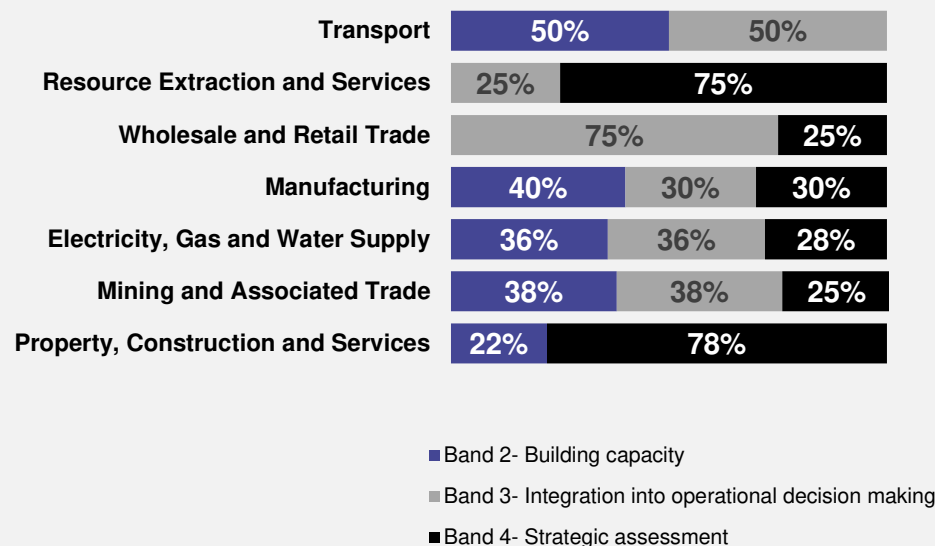 Transport 50% 50%
Resource Extraction and Services 25% 75%
Wholesale and Retail Trade 75% 25%
Manufacturing 40% 30% 30%
Electricity, Gas and Water Supply 36% 36% 28%
Mining and Associated Trade 38% 38% 25%
Property, Construction and Services 22% 78%
Band 2- Building capacity
Band 3- Integration into operational decision making
Band 4- Strategic assessment